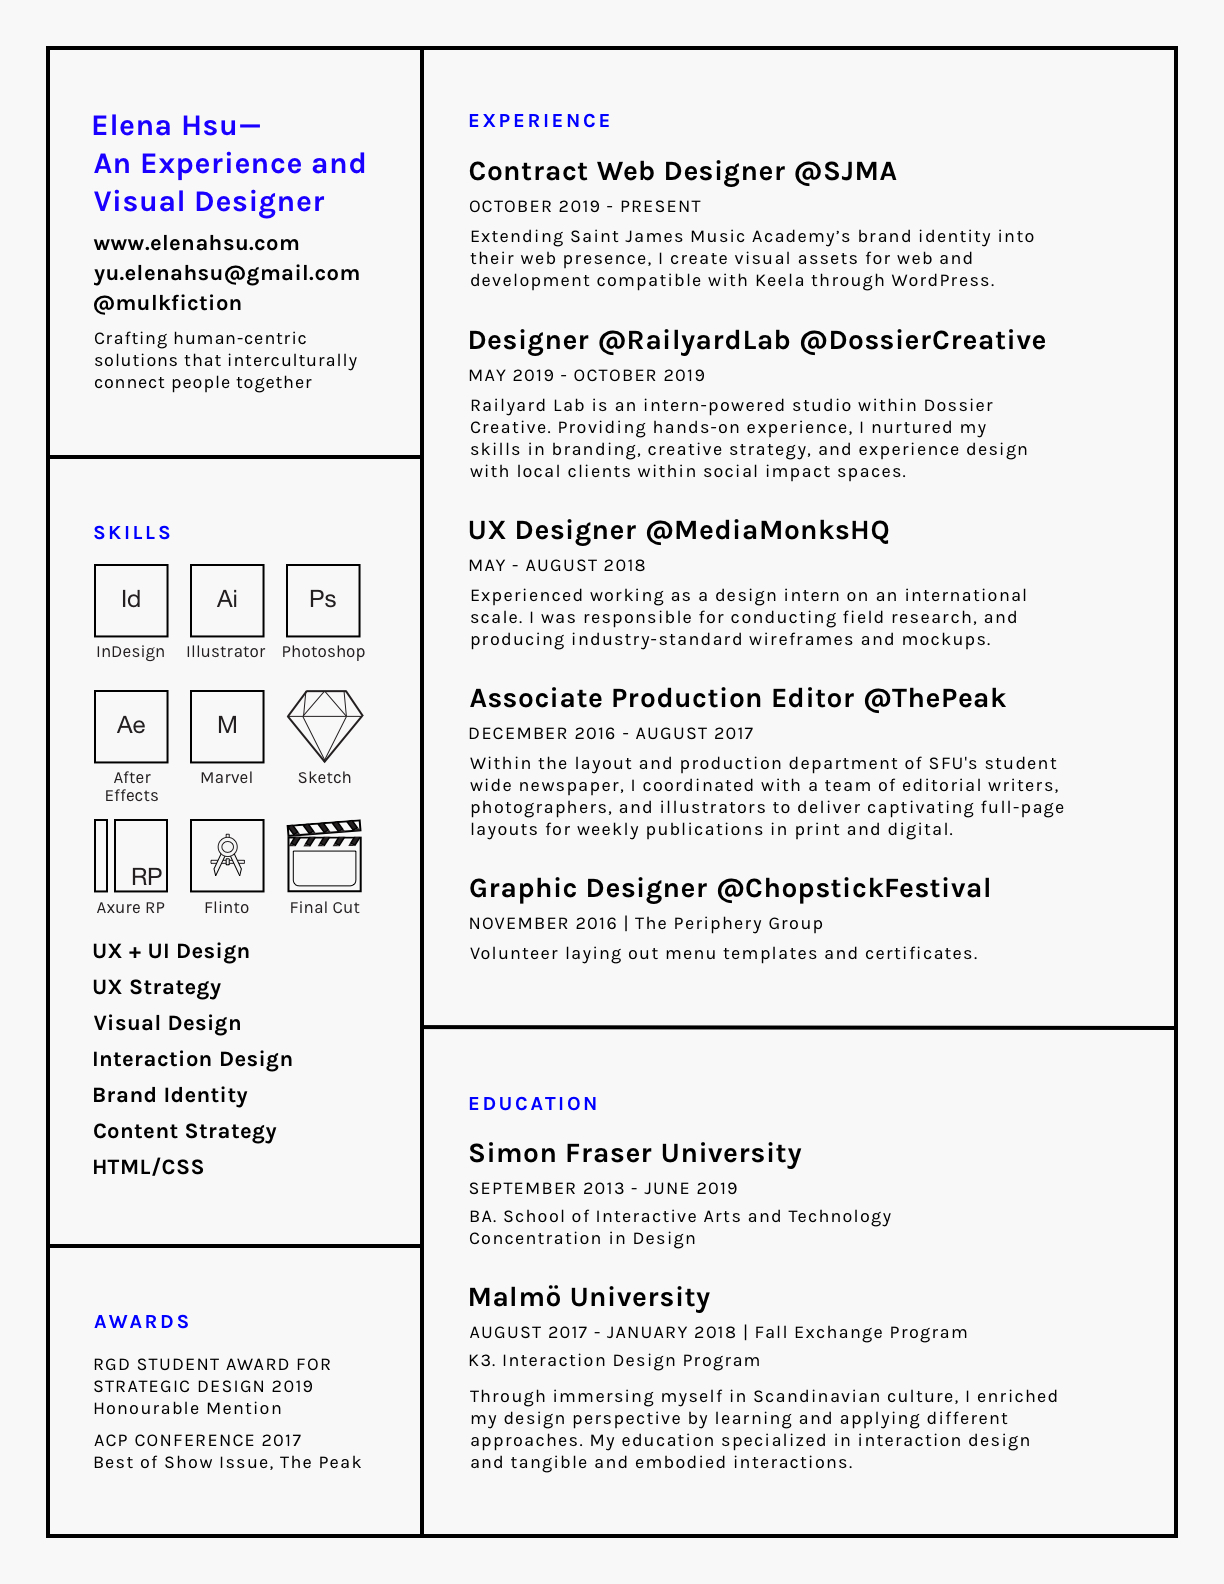 Elena Hsu—
An Experience and
Visual Designer
www.elenahsu.com
yu.elenahsu@gmail.com
@mulkfiction
Crafting human-centric
solutions that interculturally
connect people together
SKILLS
Id
Ai
Ps
InDesign
Illustrator
Photoshop
Ae
M
After
Effects
Marvel
Sketch
RP
Axure RP
Flinto
Final Cut
UX + UI Design
UX Strategy
Visual Design
Interaction Design
Brand Identity
Content Strategy
HTML/CSS
AWARDS
RGD STUDENT AWARD FOR
STRATEGIC DESIGN 2019
Honourable Mention
ACP CONFERENCE 2017
Best of Show Issue, The Peak
EXPERIENCE
Contract Web Designer @SJMA
OCTOBER 2019 - PRESENT
Extending Saint James Music Academy’s brand identity into
their web presence, I create visual assets for web and
development compatible with Keela through WordPress.
Designer @RailyardLab @DossierCreative
MAY 2019 - OCTOBER 2019
Railyard Lab is an intern-powered studio within Dossier
Creative. Providing hands-on experience, I nurtured my
skills in branding, creative strategy, and experience design
with local clients within social impact spaces.
UX Designer @MediaMonksHQ
MAY - AUGUST 2018
Experienced working as a design intern on an international
scale. I was responsible for conducting field research, and
producing industry-standard wireframes and mockups.
Associate Production Editor @ThePeak
DECEMBER 2016 - AUGUST 2017
Within the layout and production department of SFU's student
wide newspaper, I coordinated with a team of editorial writers,
photographers, and illustrators to deliver captivating full-page
layouts for weekly publications in print and digital.
Graphic Designer @ChopstickFestival
NOVEMBER 2016 | The Periphery Group
Volunteer laying out menu templates and certificates.
EDUCATION
Simon Fraser University
SEPTEMBER 2013 - JUNE 2019
BA. School of Interactive Arts and Technology
Concentration in Design
Malmö University
AUGUST 2017 - JANUARY 2018 | Fall Exchange Program
K3. Interaction Design Program
Through immersing myself in Scandinavian culture, I enriched
my design perspective by learning and applying different
approaches. My education specialized in interaction design
and tangible and embodied interactions.